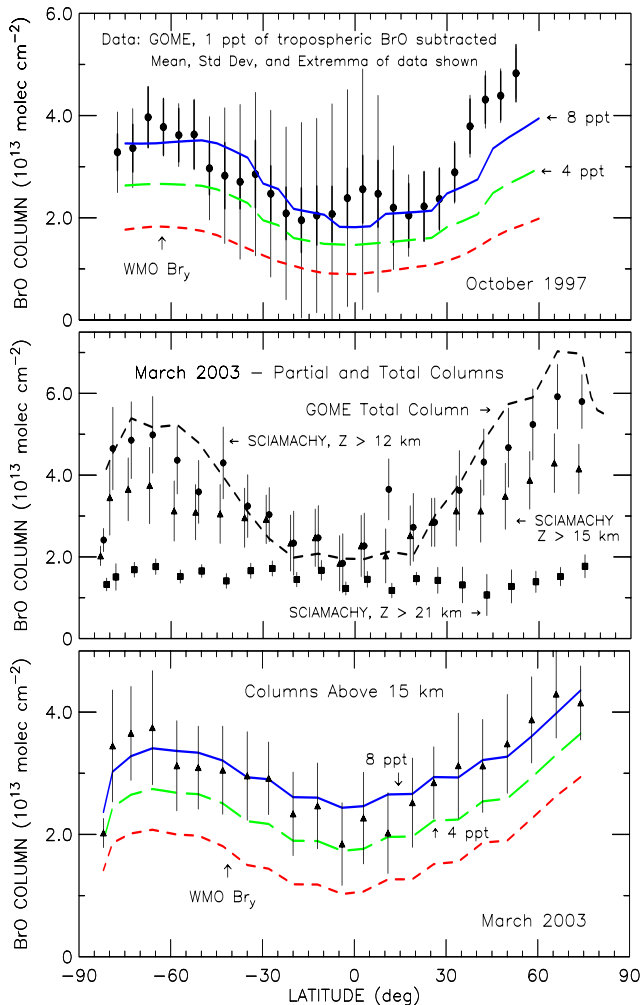 6.0
4.0
2.0
0
BrO COLUMN (10¹³ molec cm⁻²)
Data: GOME, 1 ppt of tropospheric BrO subtracted
Mean, Std Dev, and Extremma of data shown
← 8 ppt
← 4 ppt
↑
WMO Brᵧ
October 1997
6.0
4.0
2.0
0
BrO COLUMN (10¹³ molec cm⁻²)
March 2003 – Partial and Total Columns
GOME Total Column →
← SCIAMACHY, Z > 12 km
← SCIAMACHY
Z > 15 km
SCIAMACHY, Z > 21 km →
4.0
2.0
0
BrO COLUMN (10¹³ molec cm⁻²)
Columns Above 15 km
8 ppt
↓
↑ 4 ppt
↑
WMO Brᵧ
March 2003
−90 −60 −30 0 30 60 90
LATITUDE (deg)